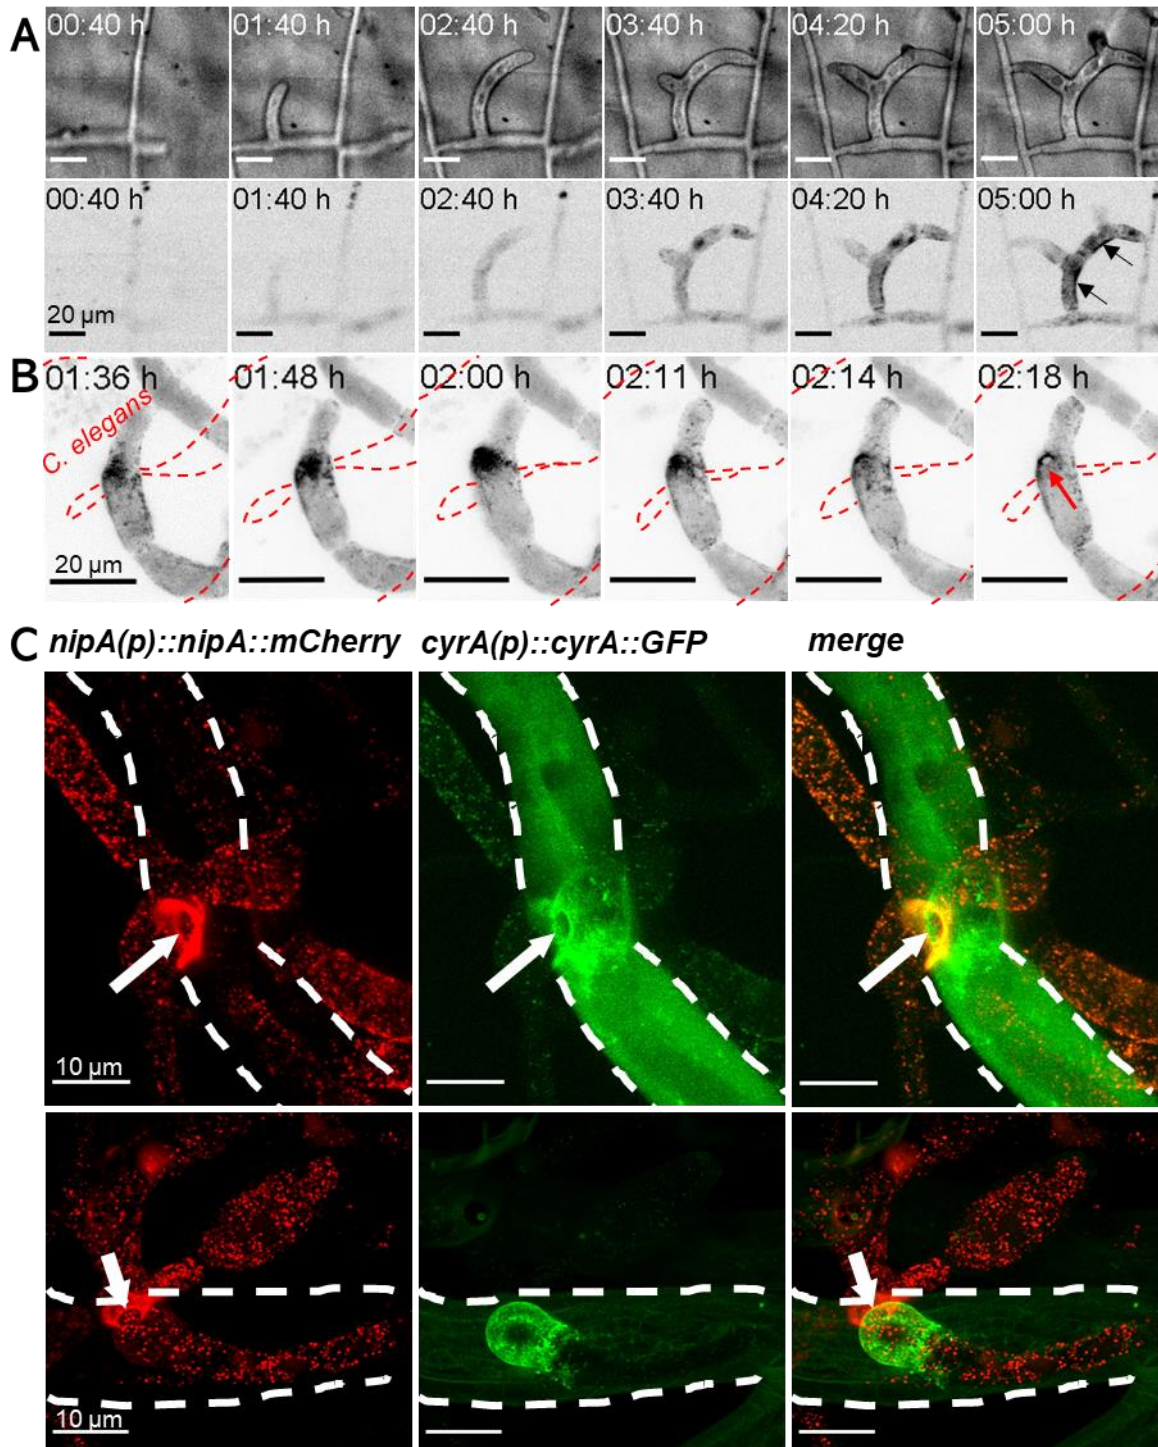 A
00:40 h 01:40 h 02:40 h 03:40 h 04:20 h 05:00 h
00:40 h 01:40 h 02:40 h 03:40 h 04:20 h 05:00 h
20 µm
B
01:36 h 01:48 h 02:00 h 02:11 h 02:14 h 02:18 h
C. elegans
20 µm
C nipA(p)::nipA::mCherry cyrA(p)::cyrA::GFP merge
10 µm
10 µm